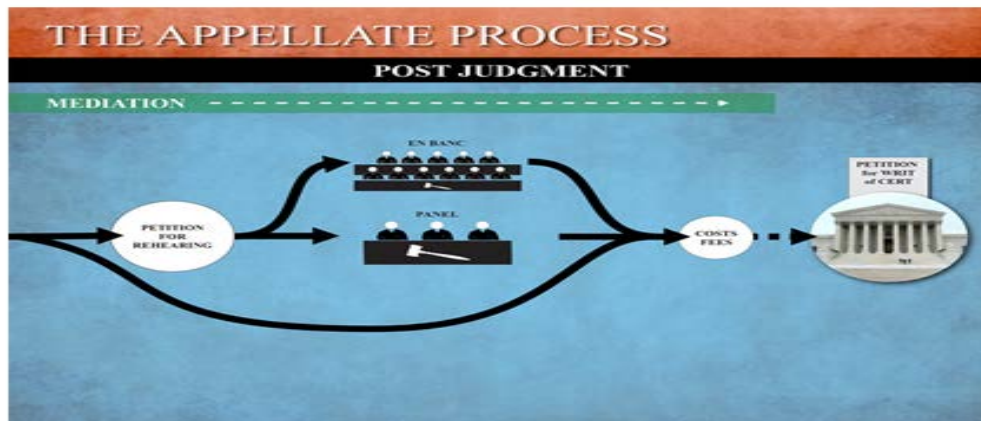 THE APPELLATE PROCESS
POST JUDGMENT
MEDIATION
EN BANC
PETITION
FOR
REHEARING
PANEL
COSTS
FEES
PETITION
for WRIT
of CERT